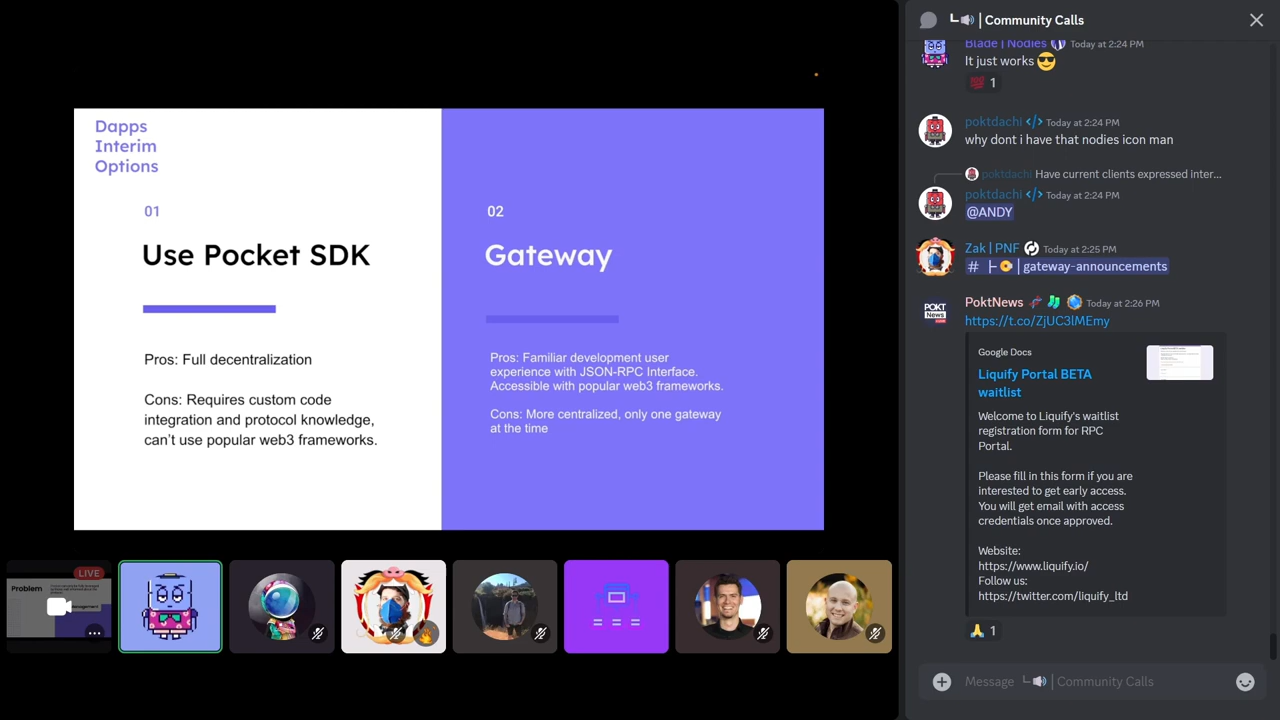 Dapps
Interim
Options
01
Use Pocket SDK
Pros: Full decentralization
Cons: Requires custom code
integration and protocol knowledge,
can't use popular web3 frameworks.
02
Gateway
Pros: Familiar development user
experience with JSON-RPC Interface.
Accessible with popular web3 frameworks.
Cons: More centralized, only one gateway
at the time
Problem
LIVE
Community Calls
Blade | Nodies Today at 2:24 PM
It just works 😎
💯 1
poktdachi </> Today at 2:24 PM
why dont i have that nodies icon man
poktdachi Have current clients expressed inter...
poktdachi </> Today at 2:24 PM
@ANDY
Zak | PNF Today at 2:25 PM
# ├ | gateway-announcements
POKT
News
PoktNews Today at 2:26 PM
https://t.co/ZjUC3lMEmy
Google Docs
Liquify Portal BETA
waitlist
Welcome to Liquify's waitlist
registration form for RPC
Portal.
Please fill in this form if you are
interested to get early access.
You will get email with access
credentials once approved.
Website:
https://www.liquify.io/
Follow us:
https://twitter.com/liquify_ltd
🙏 1
Message └🔊 | Community Calls